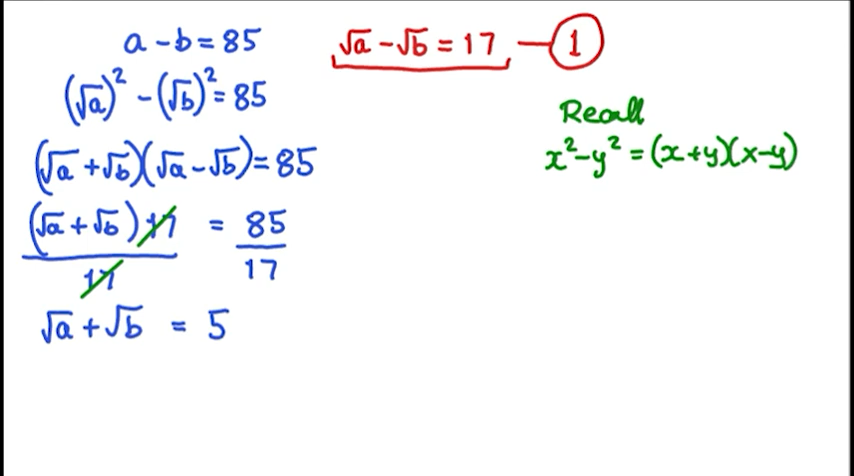 a - b = 85
(√a)² - (√b)² = 85
(√a + √b)(√a - √b) = 85
(√a + √b) 17 = 85
17 17
√a + √b = 5
√a - √b = 17 — 1
Recall
x² - y² = (x+y)(x-y)